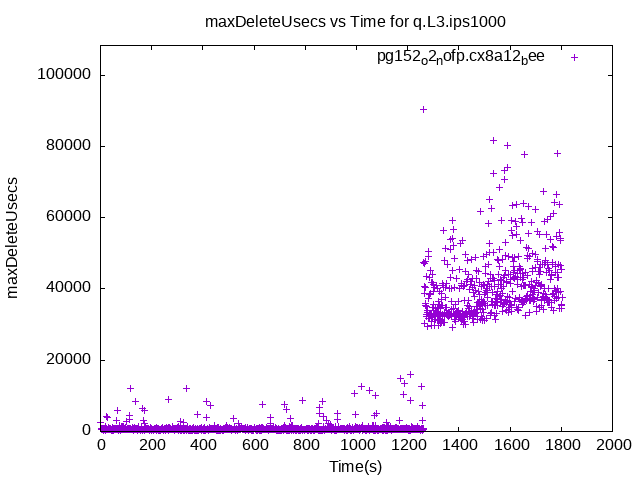 maxDeleteUsecs vs Time for q.L3.ips1000
pg152o2nofp.cx8a12bee
100000
80000
60000
40000
20000
0
maxDeleteUsecs
0 200 400 600 800 1000 1200 1400 1600 1800 2000
Time(s)